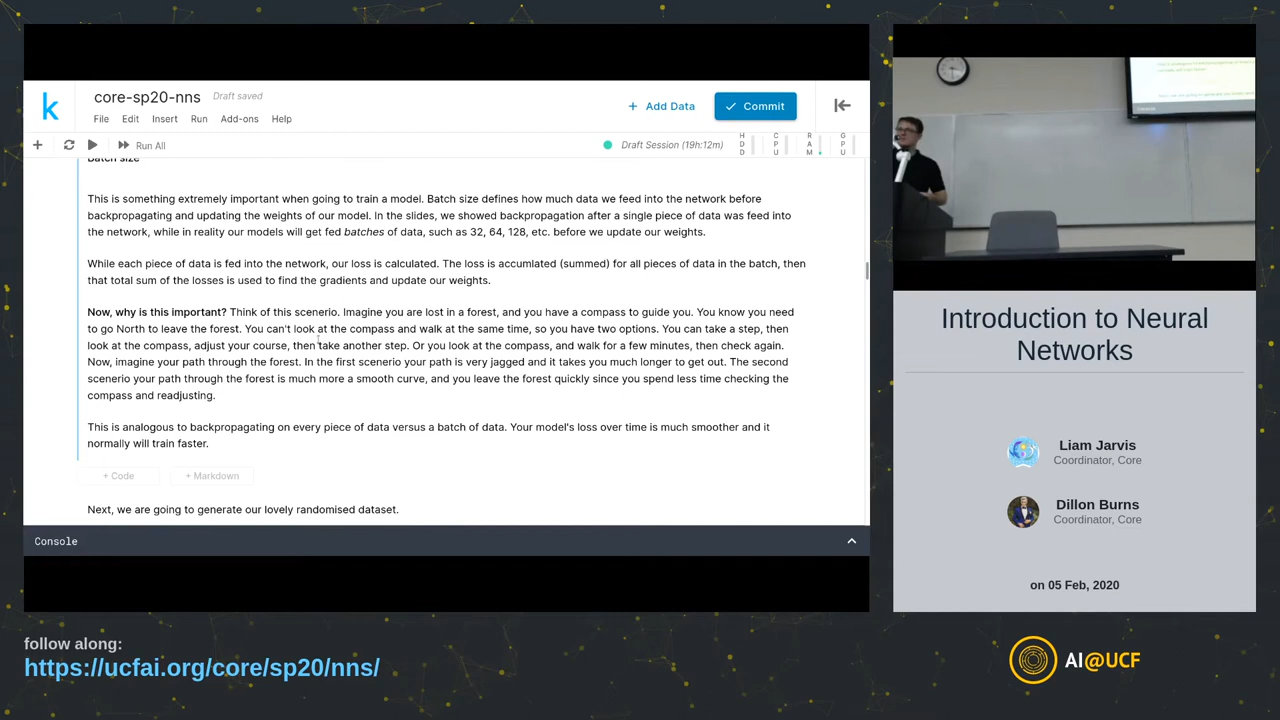 core-sp20-nns
Draft saved
File Edit Insert Run Add-ons Help
+ Add Data
Commit
Run All
Draft Session (19h:12m)
HDD
CPU
RAM
GPU
Batch size
This is something extremely important when going to train a model. Batch size defines how much data we feed into the network before
backpropagating and updating the weights of our model. In the slides, we showed backpropagation after a single piece of data was feed into
the network, while in reality our models will get fed batches of data, such as 32, 64, 128, etc. before we update our weights.
While each piece of data is fed into the network, our loss is calculated. The loss is accumlated (summed) for all pieces of data in the batch, then
that total sum of the losses is used to find the gradients and update our weights.
Now, why is this important? Think of this scenerio. Imagine you are lost in a forest, and you have a compass to guide you. You know you need
to go North to leave the forest. You can't look at the compass and walk at the same time, so you have two options. You can take a step, then
look at the compass, adjust your course, then take another step. Or you look at the compass, and walk for a few minutes, then check again.
Now, imagine your path through the forest. In the first scenerio your path is very jagged and it takes you much longer to get out. The second
scenerio your path through the forest is much more a smooth curve, and you leave the forest quickly since you spend less time checking the
compass and readjusting.
This is analogous to backpropagating on every piece of data versus a batch of data. Your model's loss over time is much smoother and it
normally will train faster.
+ Code
+ Markdown
Next, we are going to generate our lovely randomised dataset.
Console
Introduction to Neural
Networks
Liam Jarvis
Coordinator, Core
Dillon Burns
Coordinator, Core
on 05 Feb, 2020
follow along:
https://ucfai.org/core/sp20/nns/
AI@UCF